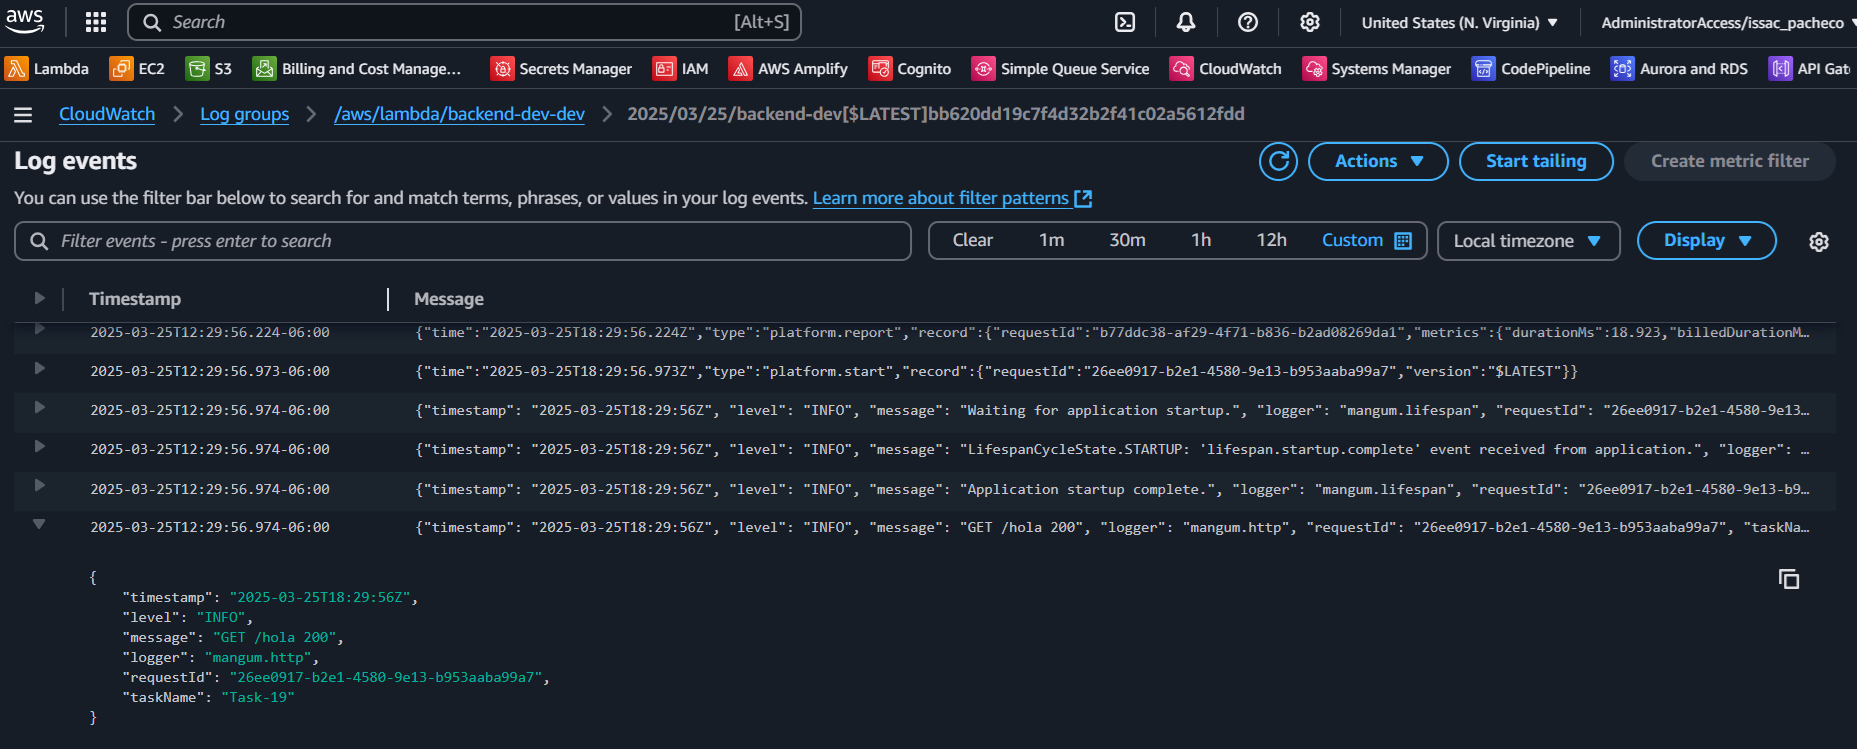 aws Search [Alt+S] United States (N. Virginia) AdministratorAccess/issac_pacheco
Lambda EC2 S3 Billing and Cost Manage... Secrets Manager IAM AWS Amplify Cognito Simple Queue Service CloudWatch Systems Manager CodePipeline Aurora and RDS API Gat
CloudWatch Log groups /aws/lambda/backend-dev-dev 2025/03/25/backend-dev[$LATEST]bb620dd19c7f4d32b2f41c02a5612fdd
Log events Actions Start tailing Create metric filter
You can use the filter bar below to search for and match terms, phrases, or values in your log events. Learn more about filter patterns
Filter events - press enter to search Clear 1m 30m 1h 12h Custom Local timezone Display
Timestamp Message
2025-03-25T12:29:56.224-06:00 {"time":"2025-03-25T18:29:56.224Z","type":"platform.report","record":{"requestId":"b77ddc38-af29-4f71-b836-b2ad08269da1","metrics":{"durationMs":18.923,"billedDurationM…
2025-03-25T12:29:56.973-06:00 {"time":"2025-03-25T18:29:56.973Z","type":"platform.start","record":{"requestId":"26ee0917-b2e1-4580-9e13-b953aaba99a7","version":"$LATEST"}}
2025-03-25T12:29:56.974-06:00 {"timestamp": "2025-03-25T18:29:56Z", "level": "INFO", "message": "Waiting for application startup.", "logger": "mangum.lifespan", "requestId": "26ee0917-b2e1-4580-9e13…
2025-03-25T12:29:56.974-06:00 {"timestamp": "2025-03-25T18:29:56Z", "level": "INFO", "message": "LifespanCycleState.STARTUP: 'lifespan.startup.complete' event received from application.", "logger": …
2025-03-25T12:29:56.974-06:00 {"timestamp": "2025-03-25T18:29:56Z", "level": "INFO", "message": "Application startup complete.", "logger": "mangum.lifespan", "requestId": "26ee0917-b2e1-4580-9e13-b9…
2025-03-25T12:29:56.974-06:00 {"timestamp": "2025-03-25T18:29:56Z", "level": "INFO", "message": "GET /hola 200", "logger": "mangum.http", "requestId": "26ee0917-b2e1-4580-9e13-b953aaba99a7", "taskNa…
{
"timestamp": "2025-03-25T18:29:56Z",
"level": "INFO",
"message": "GET /hola 200",
"logger": "mangum.http",
"requestId": "26ee0917-b2e1-4580-9e13-b953aaba99a7",
"taskName": "Task-19"
}